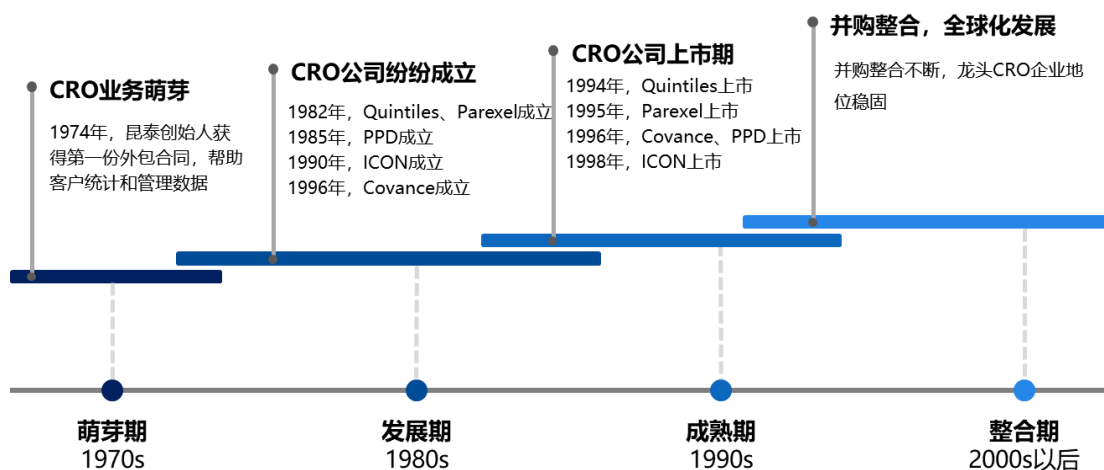 CRO业务萌芽
1974年，昆泰创始人获
得第一份外包合同，帮助
客户统计和管理数据
CRO公司纷纷成立
1982年，Quintiles、Parexel成立
1985年，PPD成立
1990年，ICON成立
1996年，Covance成立
CRO公司上市期
1994年，Quintiles上市
1995年，Parexel上市
1996年，Covance、PPD上市
1998年，ICON上市
并购整合，全球化发展
并购整合不断，龙头CRO企业地
位稳固
萌芽期
1970s
发展期
1980s
成熟期
1990s
整合期
2000s以后